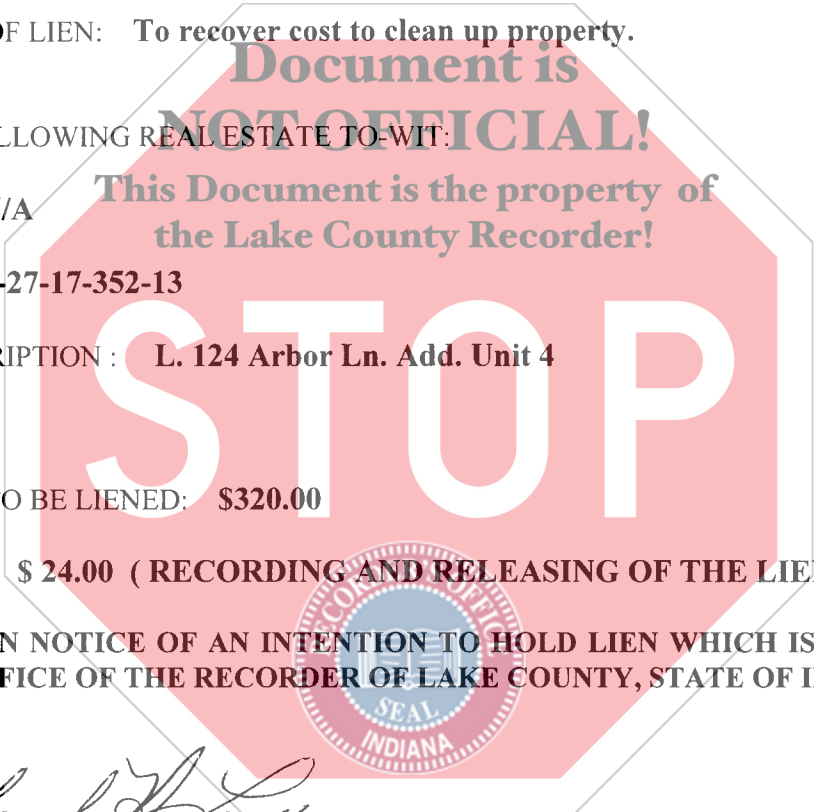 OF LIEN: To recover cost to clean up property.
Document is
NOT OFFICIAL!
LLOWING REAL ESTATE TO-WIT:
This Document is the property of
/A
the Lake County Recorder!
-27-17-352-13
STOP
RIPTION : L. 124 Arbor Ln. Add. Unit 4
O BE LIENED: $320.00
$ 24.00 ( RECORDING AND RELEASING OF THE LIE
N NOTICE OF AN INTENTION TO HOLD LIEN WHICH IS
FICE OF THE RECORDER OF LAKE COUNTY, STATE OF I
RECORDER'S OFFICE
SEAL
INDIANA